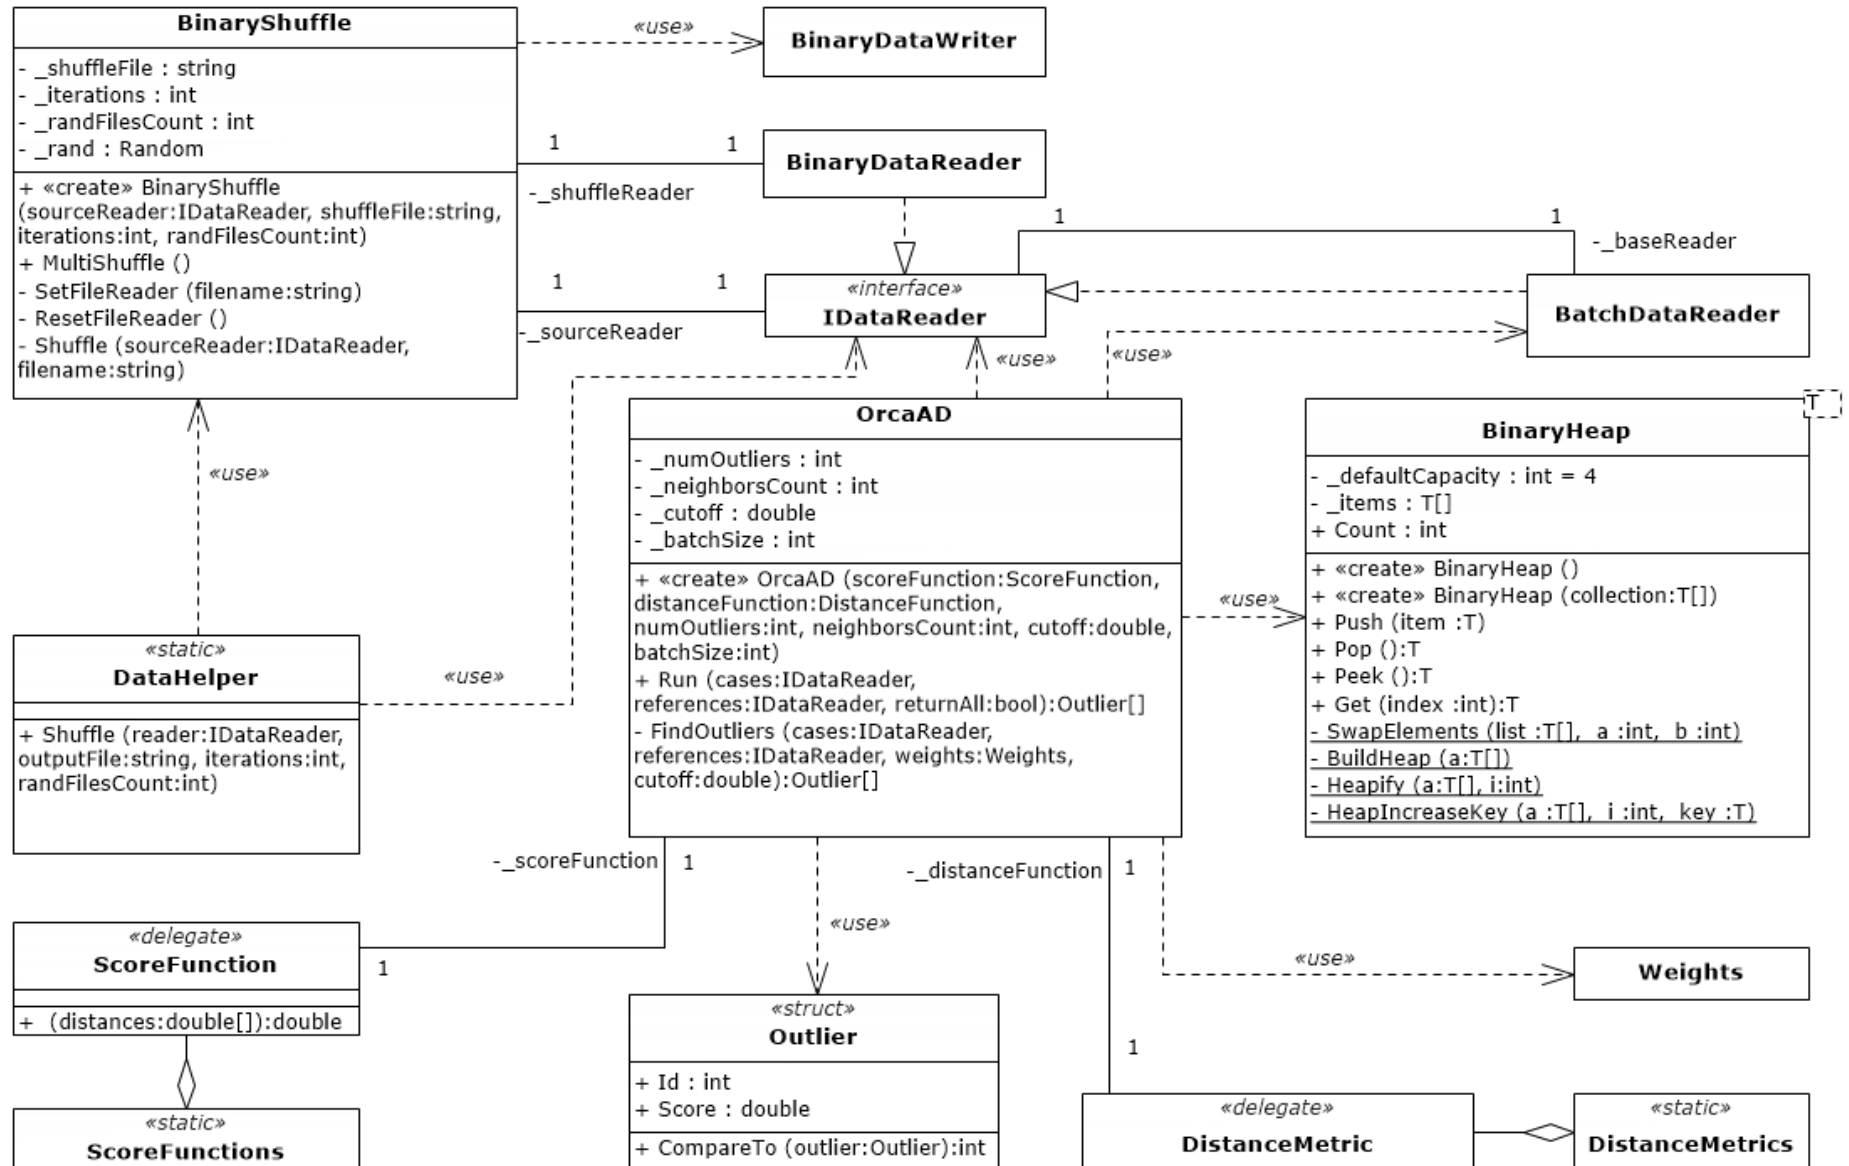 BinaryShuffle
- _shuffleFile : string
- _iterations : int
- _randFilesCount : int
- _rand : Random
+ «create» BinaryShuffle
(sourceReader:IDataReader, shuffleFile:string,
iterations:int, randFilesCount:int)
+ MultiShuffle ()
- SetFileReader (filename:string)
- ResetFileReader ()
- Shuffle (sourceReader:IDataReader,
filename:string)
«use»
BinaryDataWriter
1
1
-_shuffleReader
BinaryDataReader
1
1
-_baseReader
1
1
-_sourceReader
«interface»
IDataReader
BatchDataReader
«use»
«use»
«use»
«use»
OrcaAD
- _numOutliers : int
- _neighborsCount : int
- _cutoff : double
- _batchSize : int
+ «create» OrcaAD (scoreFunction:ScoreFunction,
distanceFunction:DistanceFunction,
numOutliers:int, neighborsCount:int, cutoff:double,
batchSize:int)
+ Run (cases:IDataReader,
references:IDataReader, returnAll:bool):Outlier[]
- FindOutliers (cases:IDataReader,
references:IDataReader, weights:Weights,
cutoff:double):Outlier[]
«use»
T
BinaryHeap
- _defaultCapacity : int = 4
- _items : T[]
+ Count : int
+ «create» BinaryHeap ()
+ «create» BinaryHeap (collection:T[])
+ Push (item :T)
+ Pop ():T
+ Peek ():T
+ Get (index :int):T
- SwapElements (list :T[], a :int, b :int)
- BuildHeap (a:T[])
- Heapify (a:T[], i:int)
- HeapIncreaseKey (a :T[], i :int, key :T)
«static»
DataHelper
+ Shuffle (reader:IDataReader,
outputFile:string, iterations:int,
randFilesCount:int)
-_scoreFunction
1
1
«use»
-_distanceFunction
1
1
«use»
Weights
«delegate»
ScoreFunction
+ (distances:double[]):double
«static»
ScoreFunctions
«struct»
Outlier
+ Id : int
+ Score : double
+ CompareTo (outlier:Outlier):int
«delegate»
DistanceMetric
«static»
DistanceMetrics